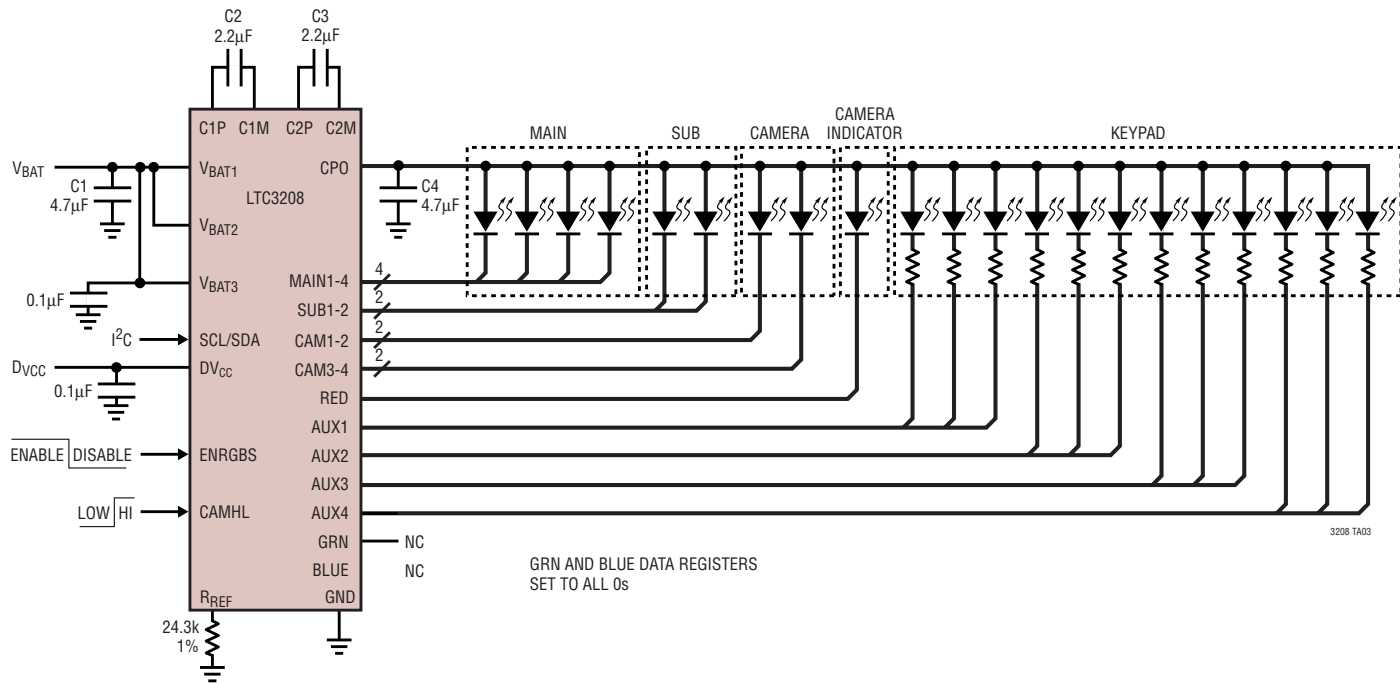 C2
2.2µF
C3
2.2µF
C1P C1M C2P C2M
MAIN
SUB
CAMERA
CAMERA
INDICATOR
KEYPAD
VBAT
VBAT1
CPO
C1
4.7µF
LTC3208
C4
4.7µF
VBAT2
VBAT3
MAIN1-4
4
0.1µF
SUB1-2
2
I2C
SCL/SDA
CAM1-2
2
DVCC
DVCC
CAM3-4
2
0.1µF
RED
AUX1
ENABLE DISABLE
ENRGBS
AUX2
AUX3
LOW HI
CAMHL
AUX4
3208 TA03
GRN
NC
BLUE
NC
GRN AND BLUE DATA REGISTERS
SET TO ALL 0s
RREF
GND
24.3k
1%